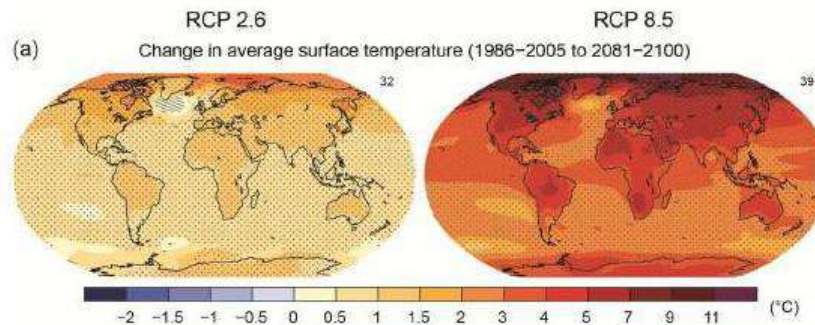 RCP 2.6 RCP 8.5
(a) Change in average surface temperature (1986−2005 to 2081−2100)
32 39
−2 −1.5 −1 −0.5 0 0.5 1 1.5 2 3 4 5 7 9 11 (°C)